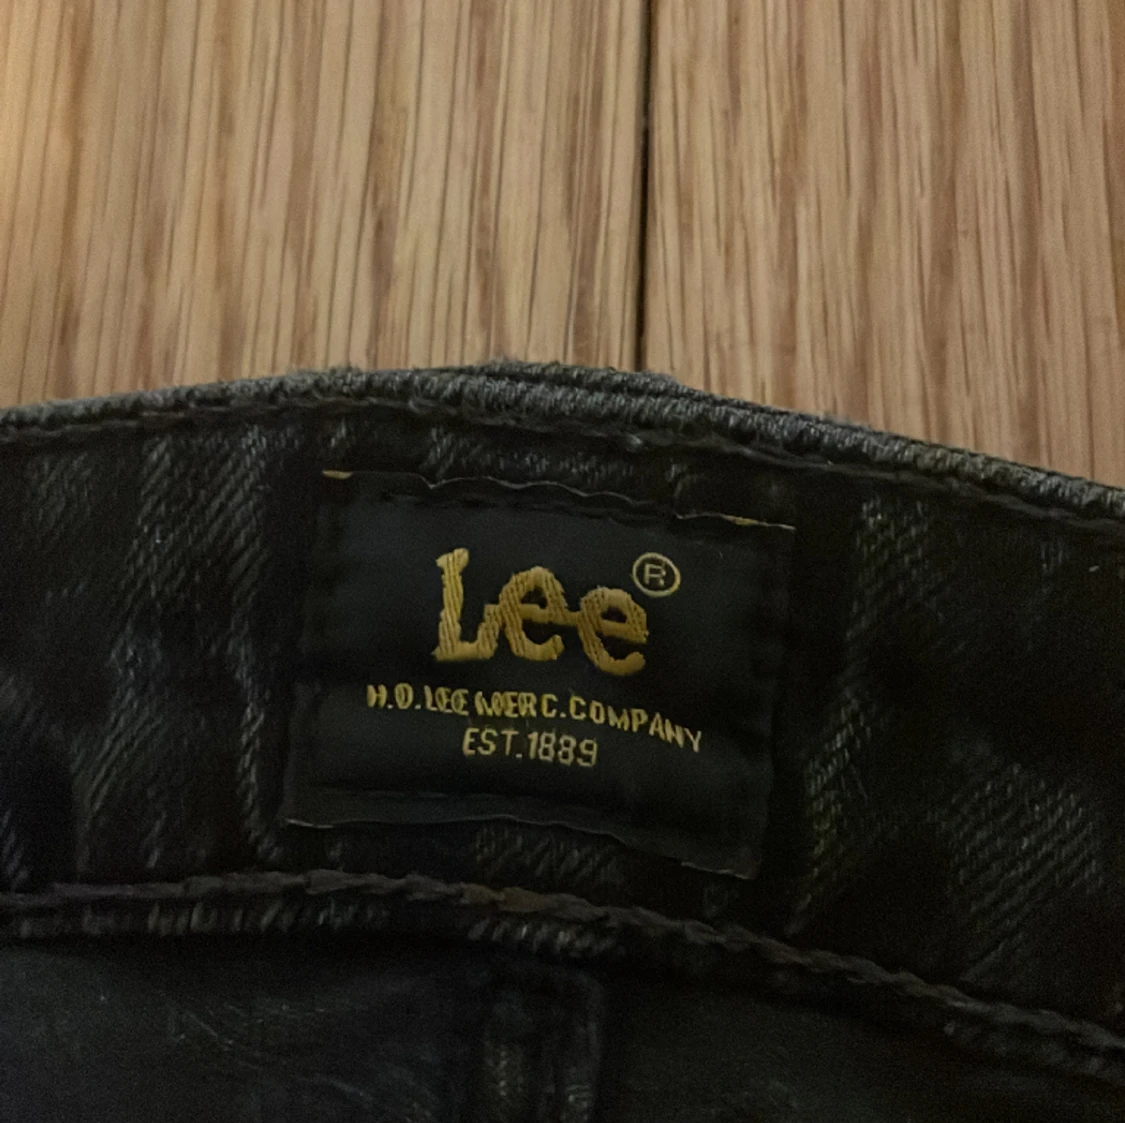 Lee®
H.D. LEE MERC. COMPANY
EST. 1889